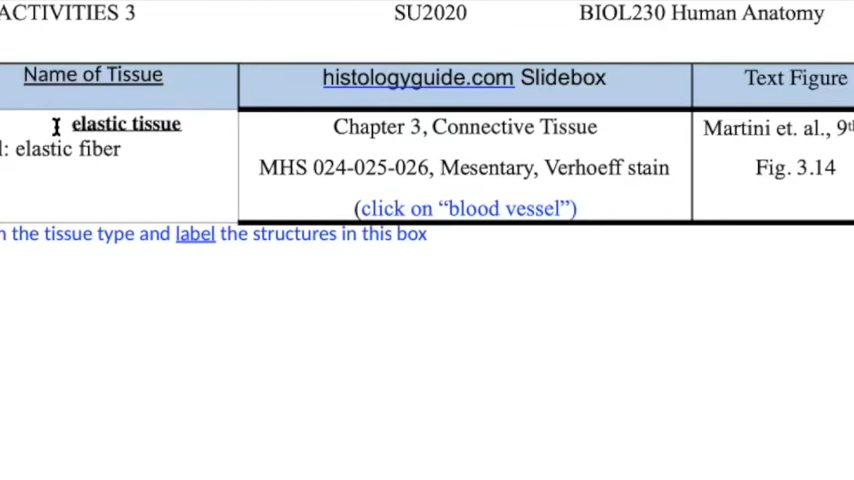 ACTIVITIES 3 SU2020 BIOL230 Human Anatomy
Name of Tissue histologyguide.com Slidebox Text Figure
elastic tissue Chapter 3, Connective Tissue Martini et. al., 9th
: elastic fiber MHS 024-025-026, Mesentary, Verhoeff stain Fig. 3.14
(click on “blood vessel”)
the tissue type and label the structures in this box